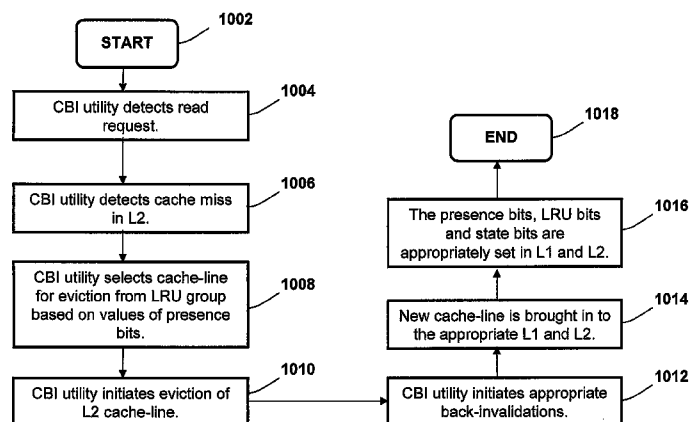 1002
START
1004
CBI utility detects read
request.
1006
CBI utility detects cache miss
in L2.
1008
CBI utility selects cache-line
for eviction from LRU group
based on values of presence
bits.
1010
CBI utility initiates eviction of
L2 cache-line.
1012
CBI utility initiates appropriate
back-invalidations.
1014
New cache-line is brought in to
the appropriate L1 and L2.
1016
The presence bits, LRU bits
and state bits are
appropriately set in L1 and L2.
1018
END